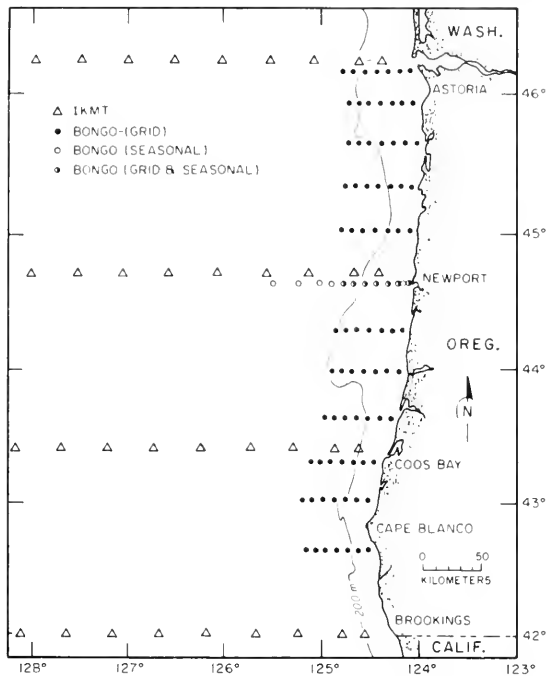 WASH.
ASTORIA
46°
△ IKMT
● BONGO-(GRID)
○ BONGO (SEASONAL)
◑ BONGO (GRID & SEASONAL)
45°
NEWPORT
OREG.
N
44°
COOS BAY
43°
CAPE BLANCO
0 50
KILOMETERS
200 m
BROOKINGS
42°
CALIF.
128° 127° 126° 125° 124° 123°